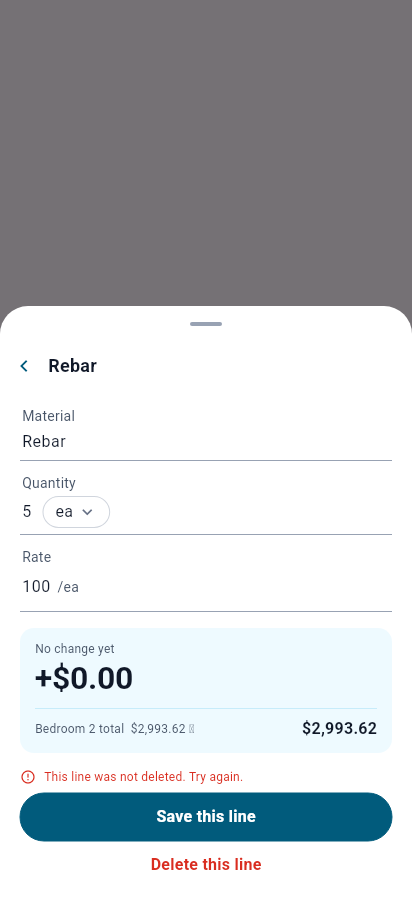 Rebar
Material
Rebar
Quantity
5 ea
Rate
100 /ea
No change yet
+$0.00
Bedroom 2 total $2,993.62 $2,993.62
This line was not deleted. Try again.
Save this line
Delete this line